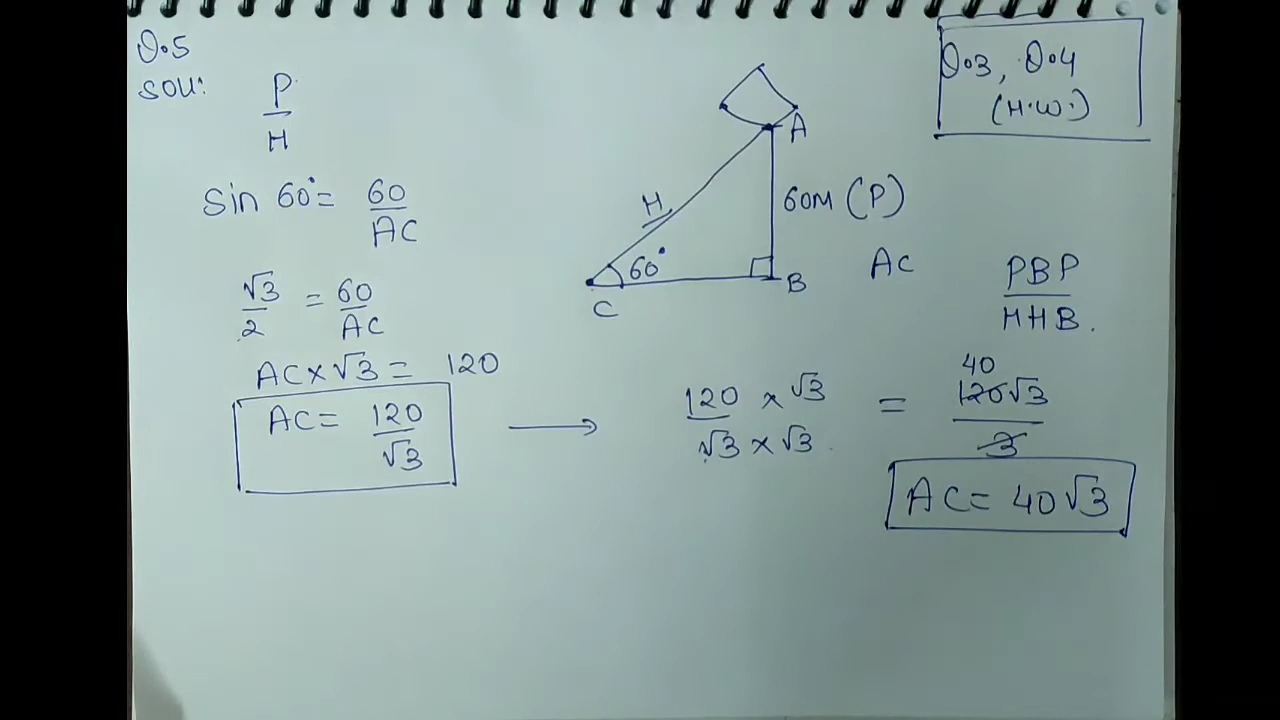 Q.5
Sol:
P
H
Sin 60° = 60
AC
√3 = 60
2 AC
AC × √3 = 120
AC = 120
√3
A
H
60M (P)
60°
B
C
Q.3, Q.4
(H.W.)
AC
PBP
HHB.
120 × √3 = 120√3
√3 × √3 3
40
AC = 40√3